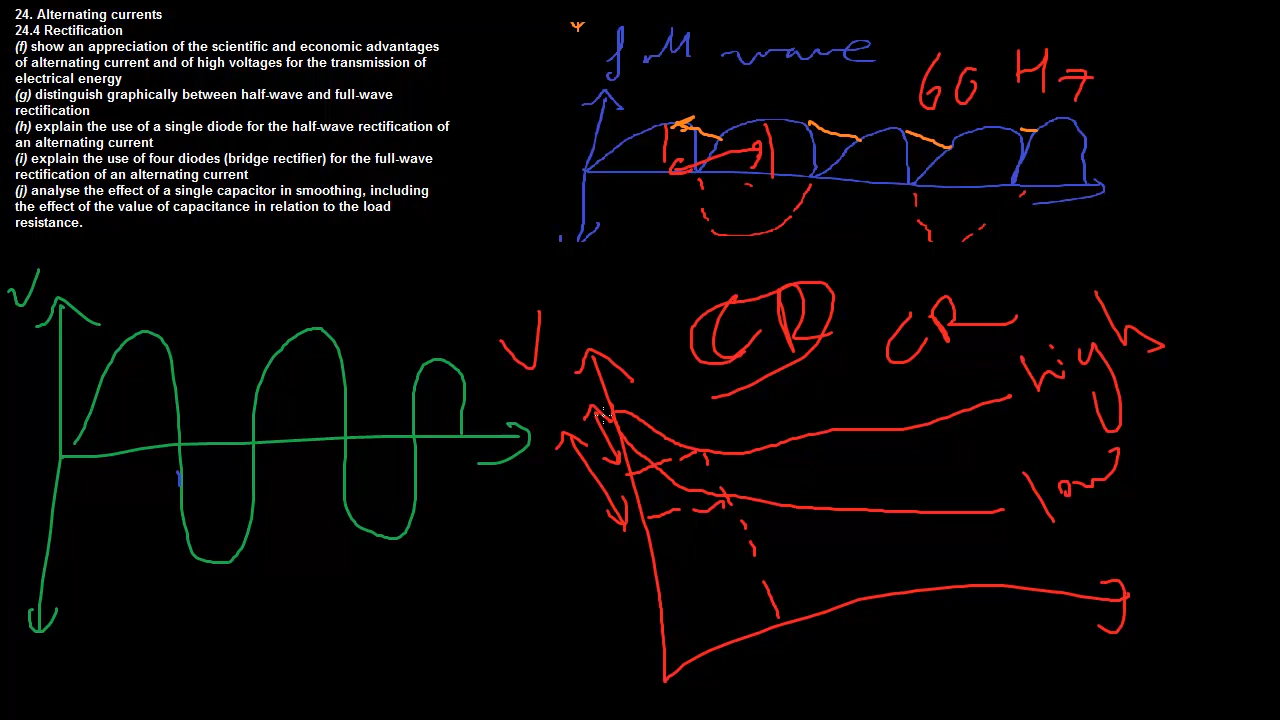 24. Alternating currents
24.4 Rectification
(f) show an appreciation of the scientific and economic advantages
of alternating current and of high voltages for the transmission of
electrical energy
(g) distinguish graphically between half-wave and full-wave
rectification
(h) explain the use of a single diode for the half-wave rectification of
an alternating current
(i) explain the use of four diodes (bridge rectifier) for the full-wave
rectification of an alternating current
(j) analyse the effect of a single capacitor in smoothing, including
the effect of the value of capacitance in relation to the load
resistance.
wave
60 Hz
V
V
CR
high
low